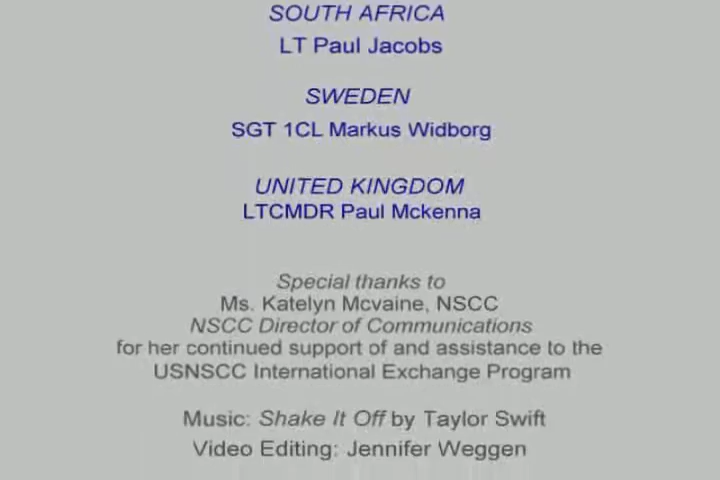 SOUTH AFRICA
LT Paul Jacobs
SWEDEN
SGT 1CL Markus Widborg
UNITED KINGDOM
LTCMDR Paul Mckenna
Special thanks to
Ms. Katelyn Mcvaine, NSCC
NSCC Director of Communications
for her continued support of and assistance to the
USNSCC International Exchange Program
Music: Shake It Off by Taylor Swift
Video Editing: Jennifer Weggen